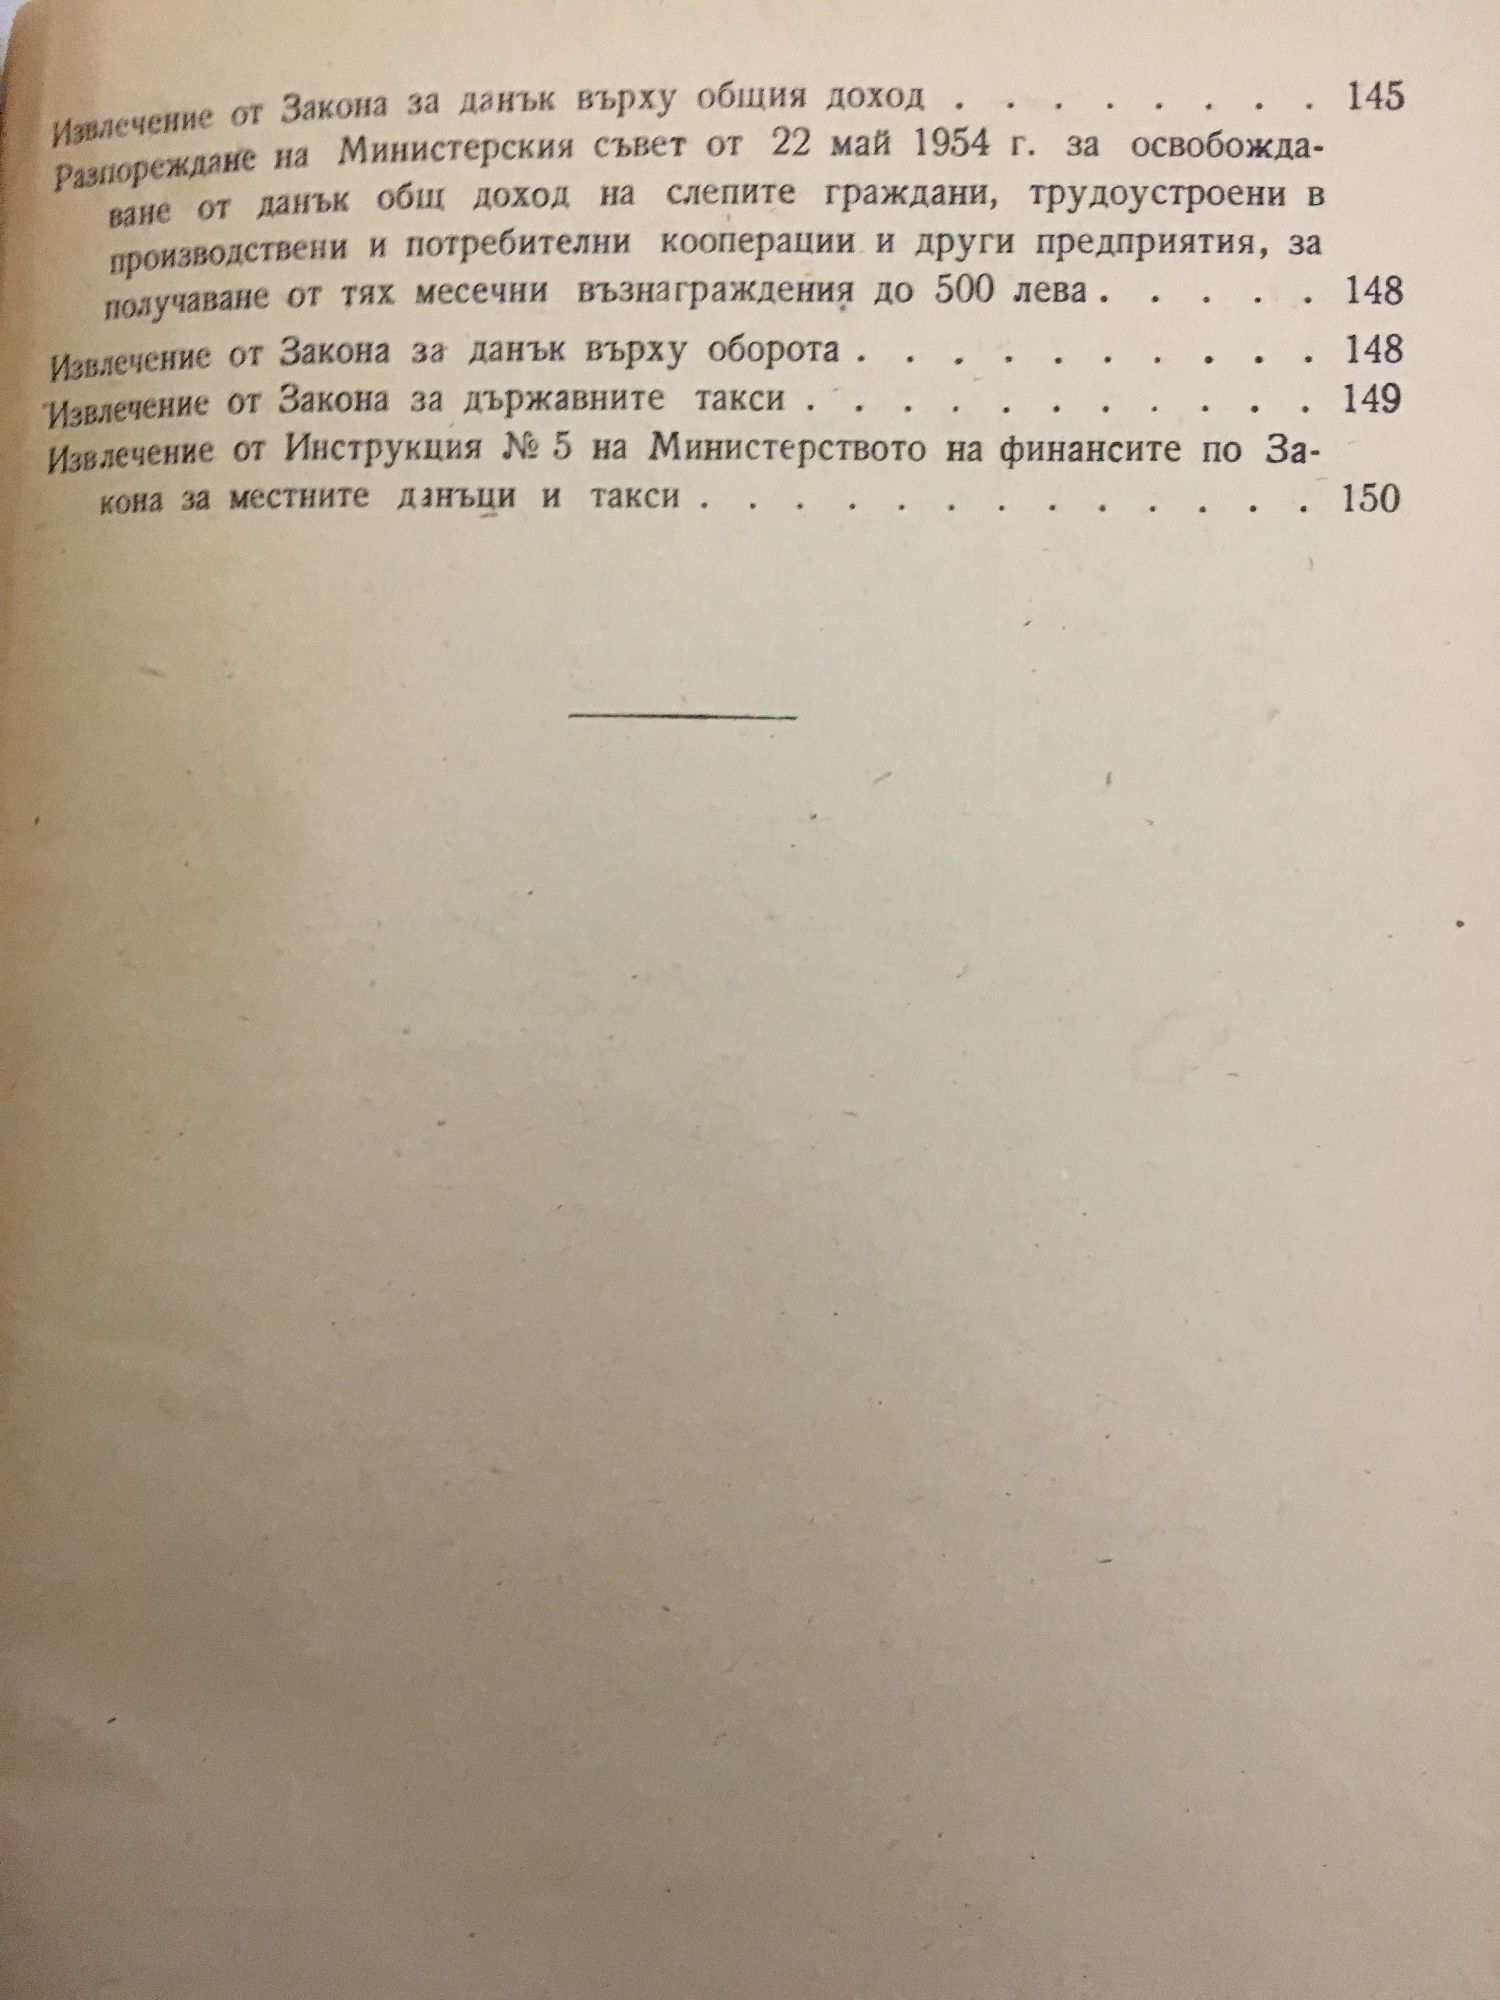 Извлечение от Закона за данък върху общия доход . . . . . . . . 145
Разпореждане на Министерския съвет от 22 май 1954 г. за освобожда-
ване от данък общ доход на слепите граждани, трудоустроени в
производствени и потребителни кооперации и други предприятия, за
получаване от тях месечни възнаграждения до 500 лева . . . . . 148
Извлечение от Закона за данък върху оборота . . . . . . . . . . 148
Извлечение от Закона за държавните такси . . . . . . . . . . . 149
Извлечение от Инструкция № 5 на Министерството на финансите по За-
кона за местните данъци и такси . . . . . . . . . . . . . 150